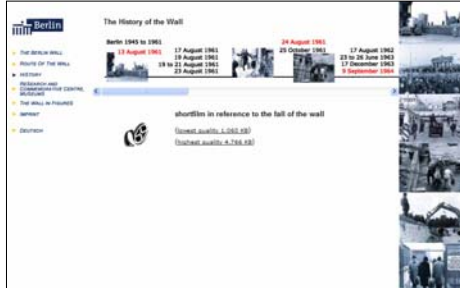 Berlin
The History of the Wall
THE BERLIN WALL
ROUTE OF THE WALL
HISTORY
RESEARCH AND
COMMEMORATIVE CENTRE,
MUSEUMS
THE WALL IN FIGURES
IMPRINT
DEUTSCH
Berlin 1945 to 1961
13 August 1961
17 August 1961
19 August 1961
19 to 21 August 1961
23 August 1961
24 August 1961
25 October 1961
17 August 1962
23 to 26 June 1963
17 December 1963
9 September 1964
shortfilm in reference to the fall of the wall
(lowest quality 1.060 KB)
(highest quality 4.766 KB)